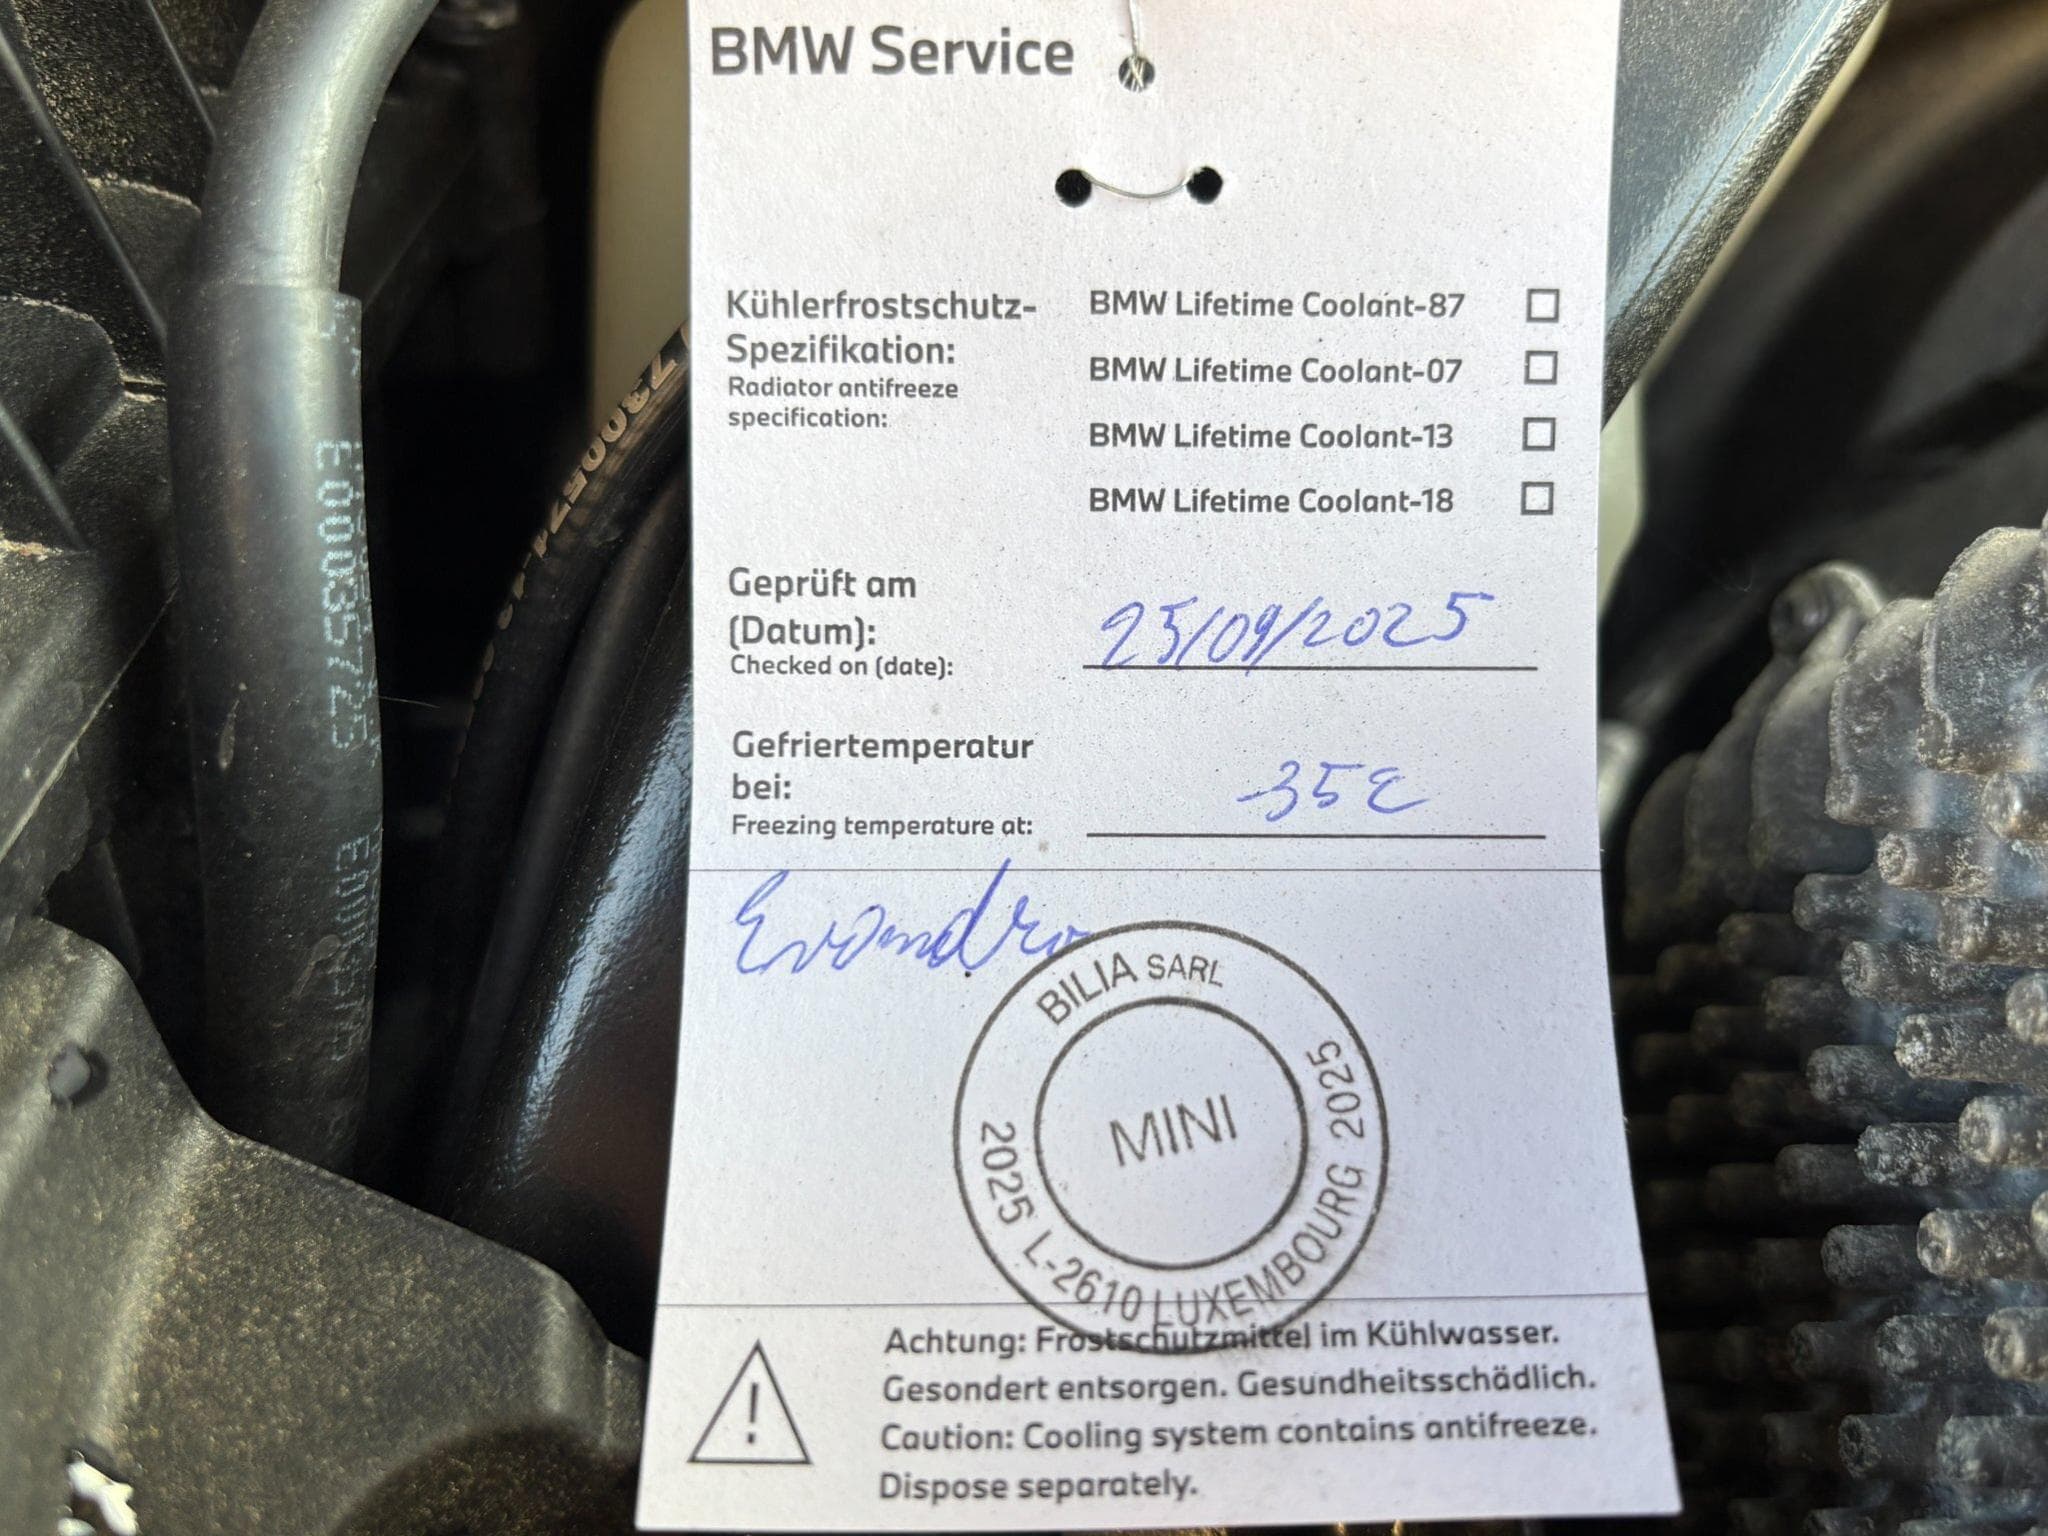 BMW Service
Kühlerfrostschutz-
Spezifikation:
Radiator antifreeze
specification:
BMW Lifetime Coolant-87
BMW Lifetime Coolant-07
BMW Lifetime Coolant-13
BMW Lifetime Coolant-18
Geprüft am
(Datum):
Checked on (date):
25/09/2025
Gefriertemperatur
bei:
Freezing temperature at:
-35C
Evandro
BILIA SARL
MINI
2025 L-2610 LUXEMBOURG 2025
Achtung: Frostschutzmittel im Kühlwasser.
Gesondert entsorgen. Gesundheitsschädlich.
Caution: Cooling system contains antifreeze.
Dispose separately.